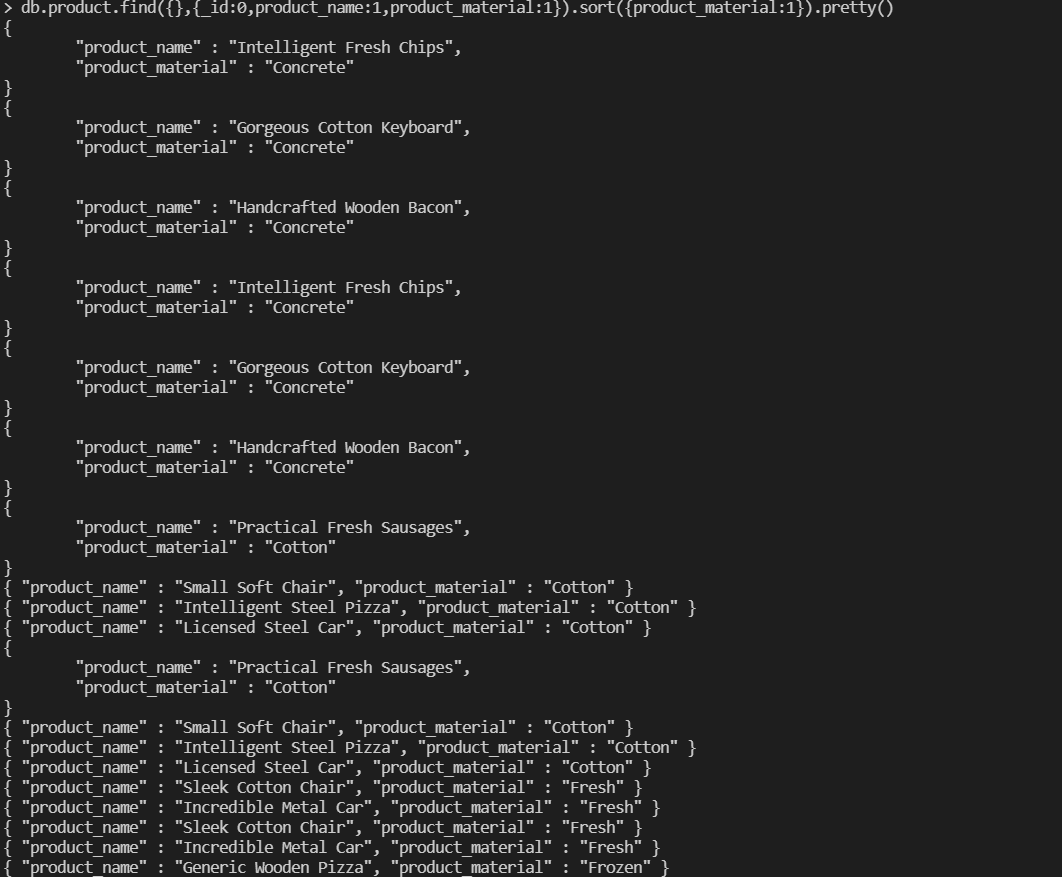 > db.product.find({},{_id:0,product_name:1,product_material:1}).sort({product_material:1}).pretty()
{
        "product_name" : "Intelligent Fresh Chips",
        "product_material" : "Concrete"
}
{
        "product_name" : "Gorgeous Cotton Keyboard",
        "product_material" : "Concrete"
}
{
        "product_name" : "Handcrafted Wooden Bacon",
        "product_material" : "Concrete"
}
{
        "product_name" : "Intelligent Fresh Chips",
        "product_material" : "Concrete"
}
{
        "product_name" : "Gorgeous Cotton Keyboard",
        "product_material" : "Concrete"
}
{
        "product_name" : "Handcrafted Wooden Bacon",
        "product_material" : "Concrete"
}
{
        "product_name" : "Practical Fresh Sausages",
        "product_material" : "Cotton"
}
{ "product_name" : "Small Soft Chair", "product_material" : "Cotton" }
{ "product_name" : "Intelligent Steel Pizza", "product_material" : "Cotton" }
{ "product_name" : "Licensed Steel Car", "product_material" : "Cotton" }
{
        "product_name" : "Practical Fresh Sausages",
        "product_material" : "Cotton"
}
{ "product_name" : "Small Soft Chair", "product_material" : "Cotton" }
{ "product_name" : "Intelligent Steel Pizza", "product_material" : "Cotton" }
{ "product_name" : "Licensed Steel Car", "product_material" : "Cotton" }
{ "product_name" : "Sleek Cotton Chair", "product_material" : "Fresh" }
{ "product_name" : "Incredible Metal Car", "product_material" : "Fresh" }
{ "product_name" : "Sleek Cotton Chair", "product_material" : "Fresh" }
{ "product_name" : "Incredible Metal Car", "product_material" : "Fresh" }
{ "product_name" : "Generic Wooden Pizza", "product_material" : "Frozen" }